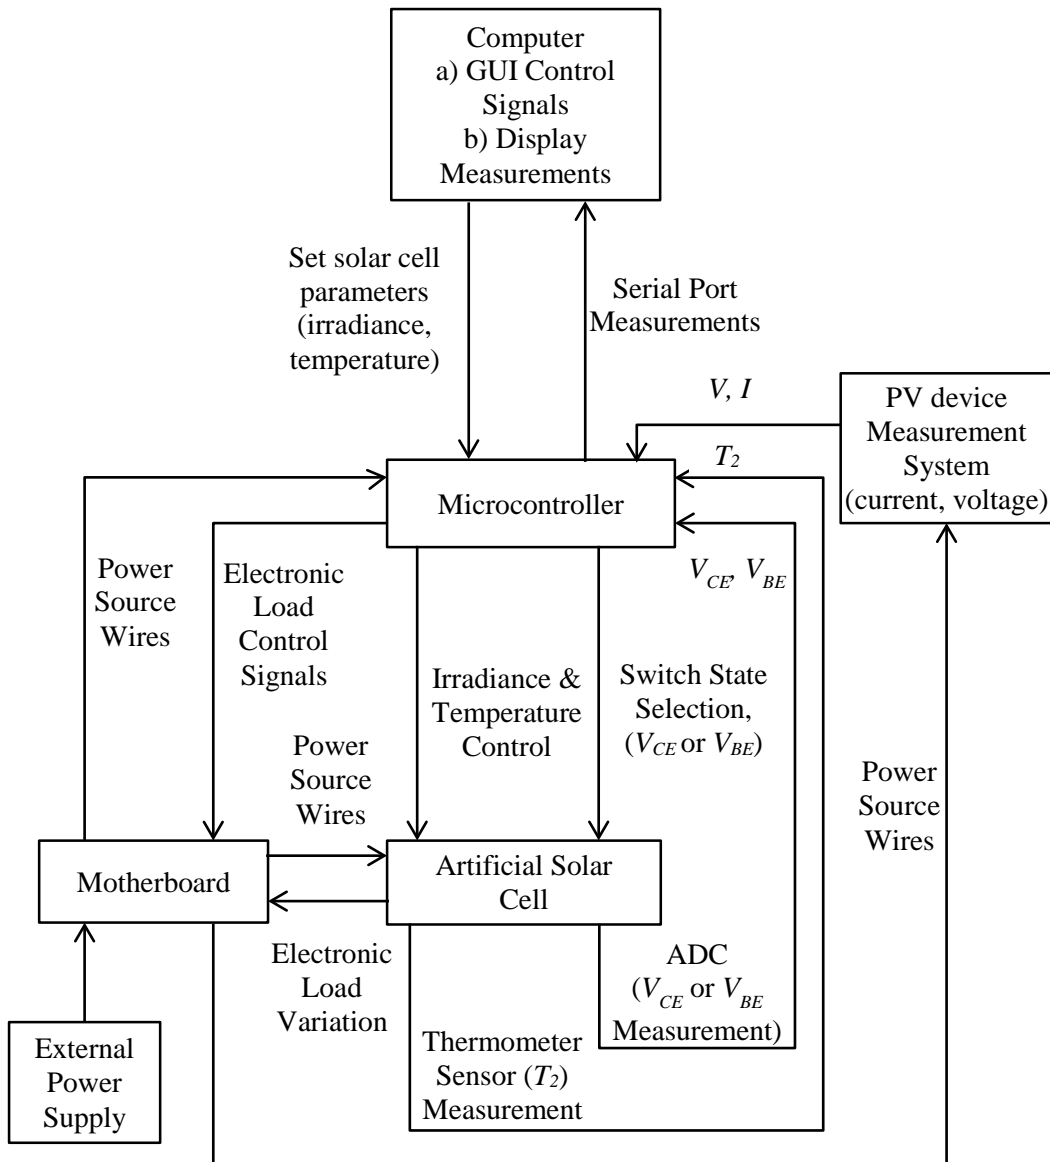 Computer
a) GUI Control
Signals
b) Display
Measurements
Set solar cell
parameters
(irradiance,
temperature)
Serial Port
Measurements
V, I
PV device
Measurement
System
(current, voltage)
T2
Microcontroller
VCE, VBE
Power
Source
Wires
Electronic
Load
Control
Signals
Irradiance &
Temperature
Control
Switch State
Selection,
(VCE or VBE)
Power
Source
Wires
Power
Source
Wires
Motherboard
Artificial Solar
Cell
Electronic
Load
Variation
ADC
(VCE or VBE
Measurement)
External
Power
Supply
Thermometer
Sensor (T2)
Measurement